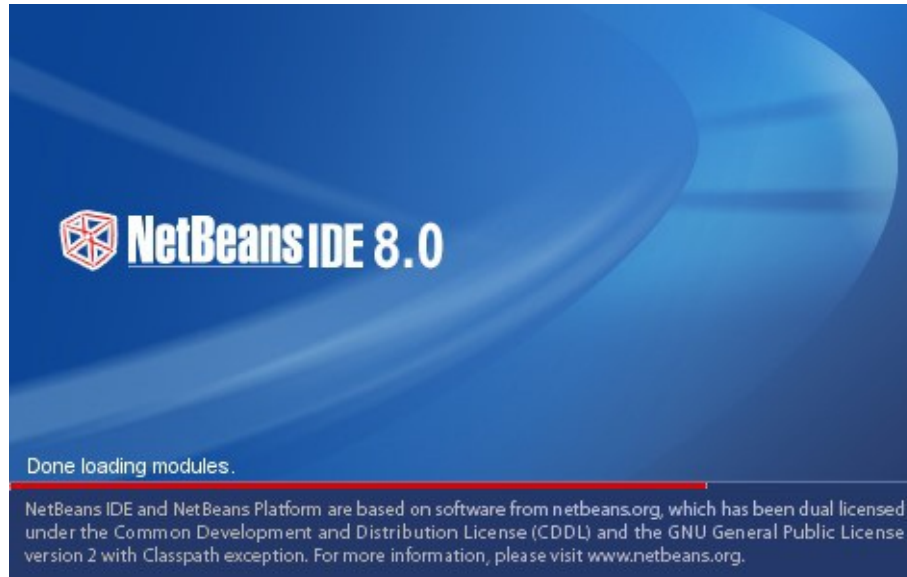 NetBeans IDE 8.0
Done loading modules.
NetBeans IDE and NetBeans Platform are based on software from netbeans.org, which has been dual licensed
under the Common Development and Distribution License (CDDL) and the GNU General Public License
version 2 with Classpath exception. For more information, please visit www.netbeans.org.